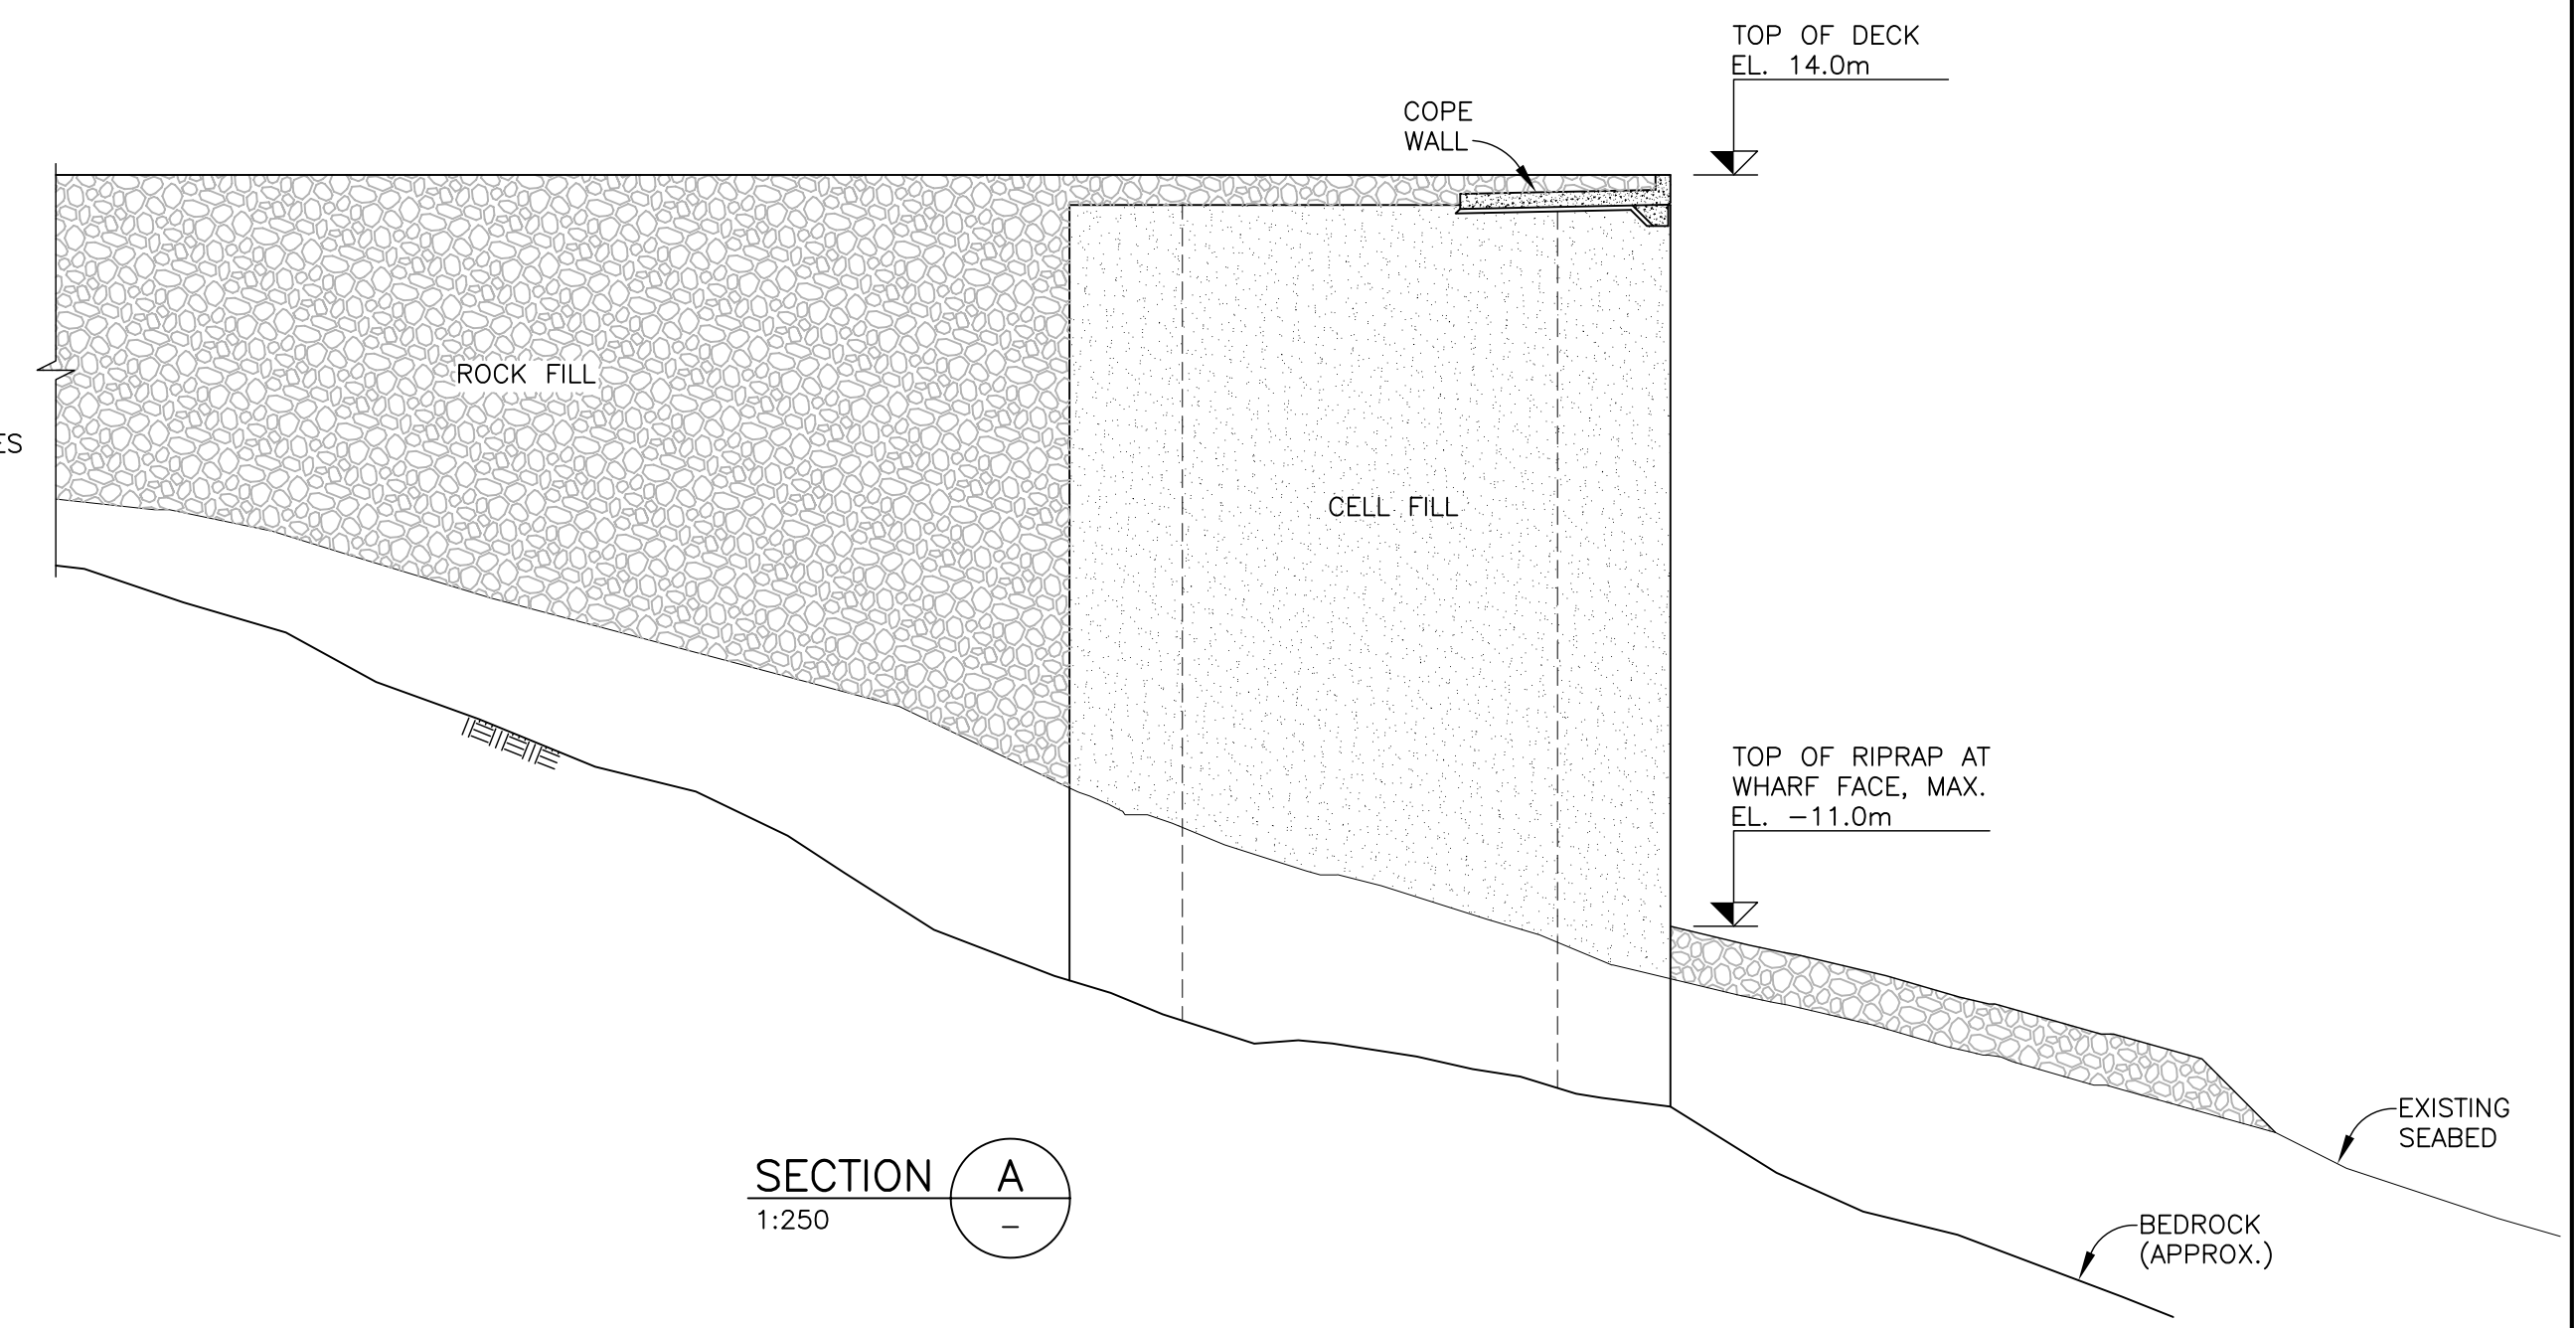 TOP OF DECK
EL. 14.0m
COPE
WALL
ROCK FILL
ES
CELL FILL
TOP OF RIPRAP AT
WHARF FACE, MAX.
EL. -11.0m
EXISTING
SEABED
SECTION A
1:250 -
BEDROCK
(APPROX.)